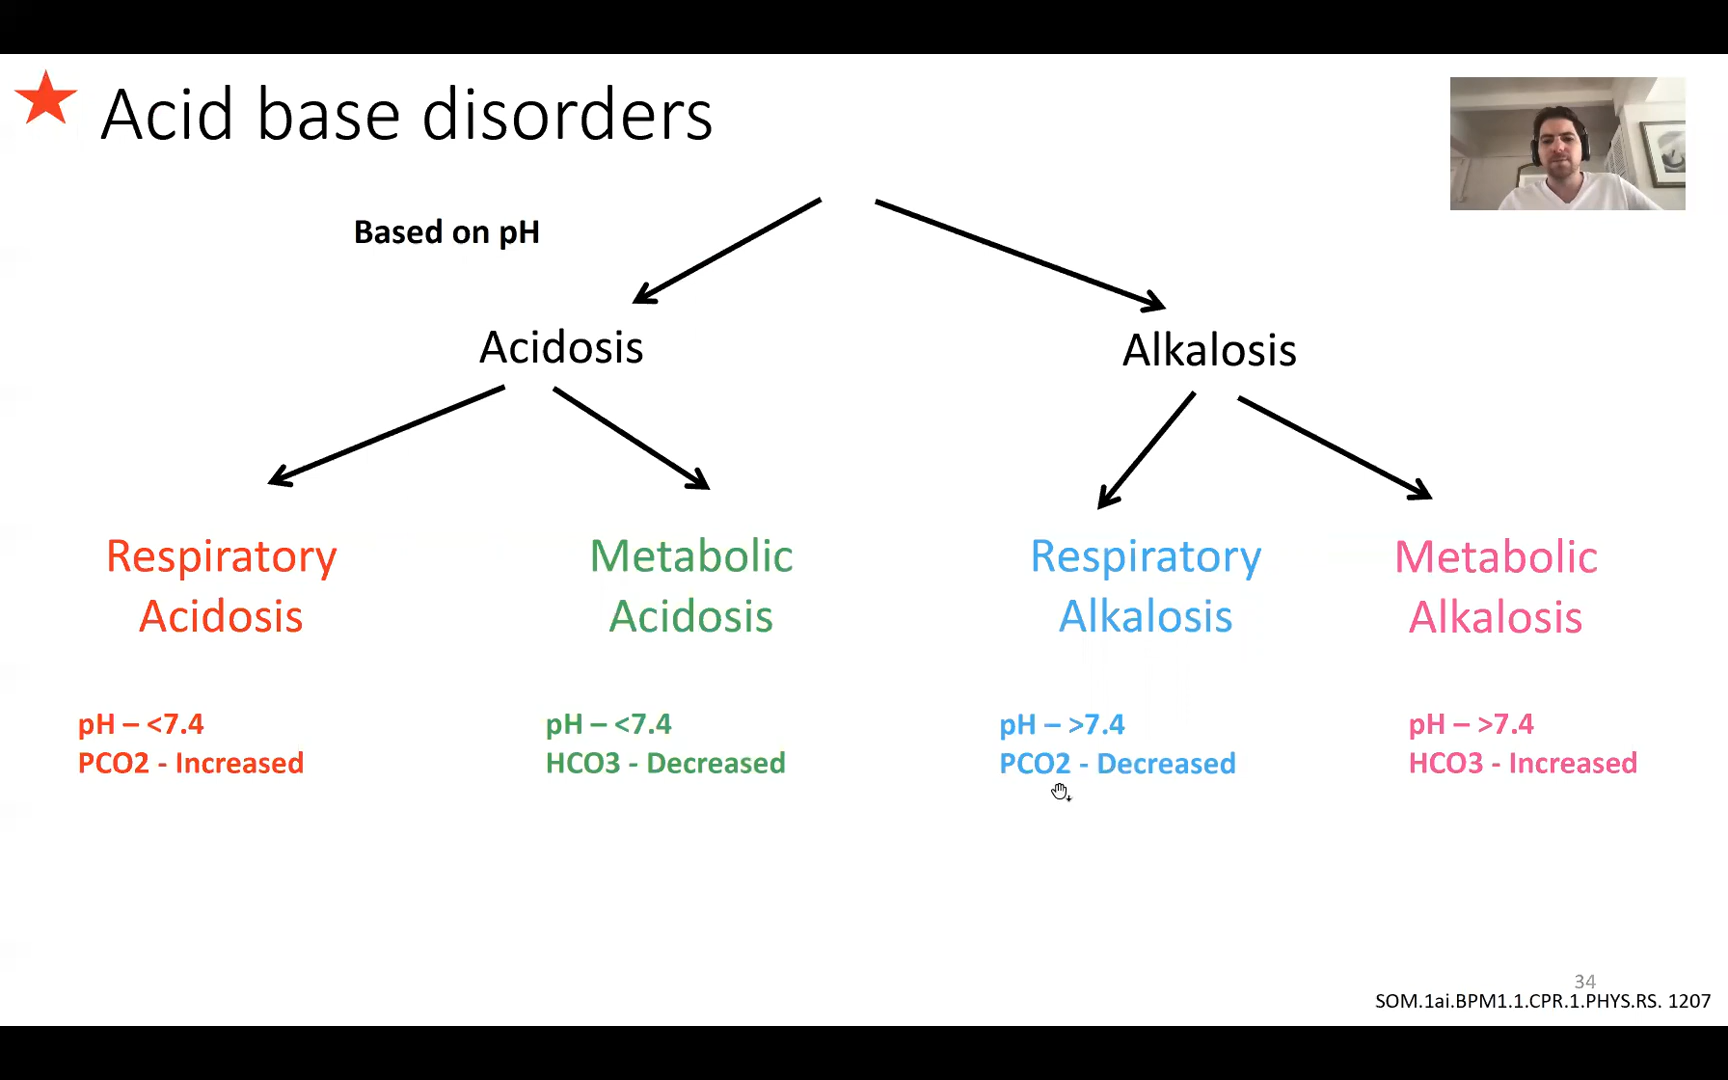 Acid base disorders
Based on pH
Acidosis
Alkalosis
Respiratory
Acidosis
Metabolic
Acidosis
Respiratory
Alkalosis
Metabolic
Alkalosis
pH – <7.4
PCO2 - Increased
pH – <7.4
HCO3 - Decreased
pH – >7.4
PCO2 - Decreased
pH – >7.4
HCO3 - Increased
34
SOM.1ai.BPM1.1.CPR.1.PHYS.RS. 1207